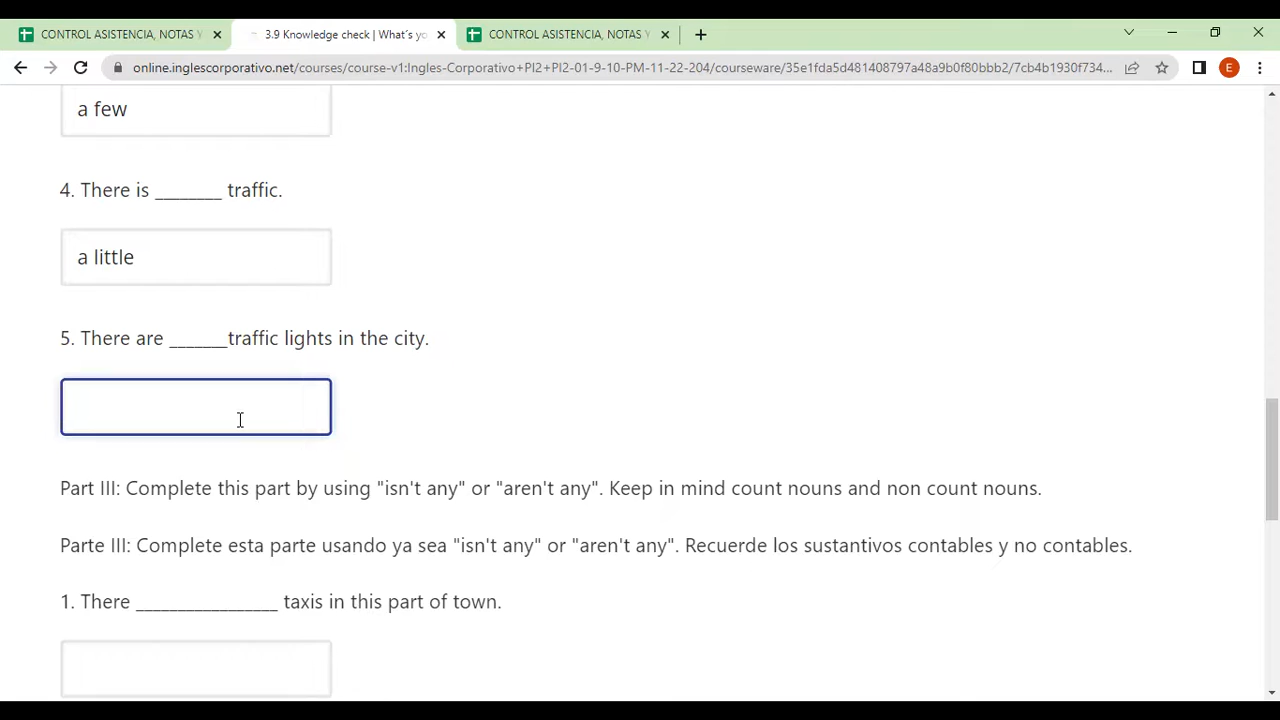 CONTROL ASISTENCIA, NOTAS Y
3.9 Knowledge check | What´s yo
CONTROL ASISTENCIA, NOTAS Y
online.inglescorporativo.net/courses/course-v1:Ingles-Corporativo+PI2+PI2-01-9-10-PM-11-22-204/courseware/35e1fda5d481408797a48a9b0f80bbb2/7cb4b1930f734...
E
a few
4. There is ________ traffic.
a little
5. There are _______traffic lights in the city.
Part III: Complete this part by using "isn't any" or "aren't any". Keep in mind count nouns and non count nouns.
Parte III: Complete esta parte usando ya sea "isn't any" or "aren't any". Recuerde los sustantivos contables y no contables.
1. There _________________ taxis in this part of town.